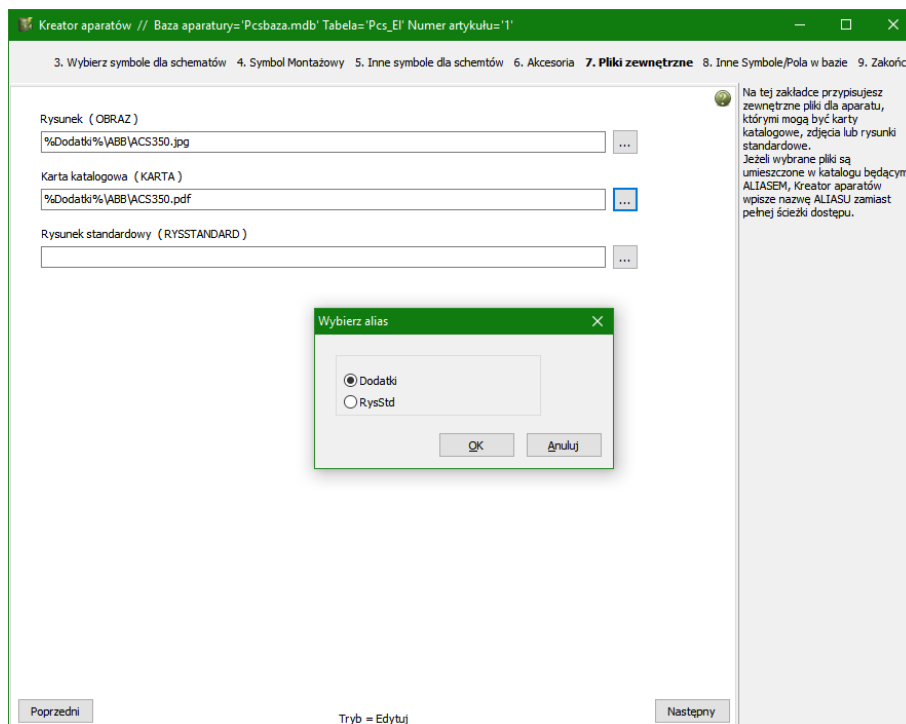 Kreator aparatów // Baza aparatury='Pcsbaza.mdb' Tabela='Pcs_El' Numer artykułu='1'
3. Wybierz symbole dla schematów 4. Symbol Montażowy 5. Inne symbole dla schemtów 6. Akcesoria 7. Pliki zewnętrzne 8. Inne Symbole/Pola w bazie 9. Zakońc
Rysunek (OBRAZ)
%Dodatki%\ABB\ACS350.jpg
...
Karta katalogowa (KARTA)
%Dodatki%\ABB\ACS350.pdf
...
Rysunek standardowy (RYSSTANDARD)
...
Na tej zakładce przypisujesz
zewnętrzne pliki dla aparatu,
którymi mogą być karty
katalogowe, zdjęcia lub rysunki
standardowe.
Jeżeli wybrane pliki są
umieszczone w katalogu będącym
ALIASEM, Kreator aparatów
wpisze nazwę ALIASU zamiast
pełnej ścieżki dostępu.
Wybierz alias
Dodatki
RysStd
OK
Anuluj
Poprzedni
Tryb = Edytuj
Następny